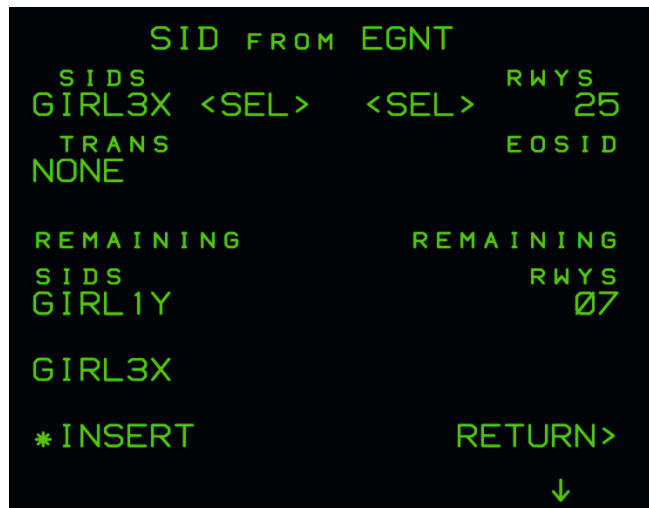 SID FROM EGNT
SIDS RWYS
GIRL3X <SEL> <SEL> 25
TRANS EOSID
NONE
REMAINING REMAINING
SIDS RWYS
GIRL1Y 07
GIRL3X
*INSERT RETURN>
↓